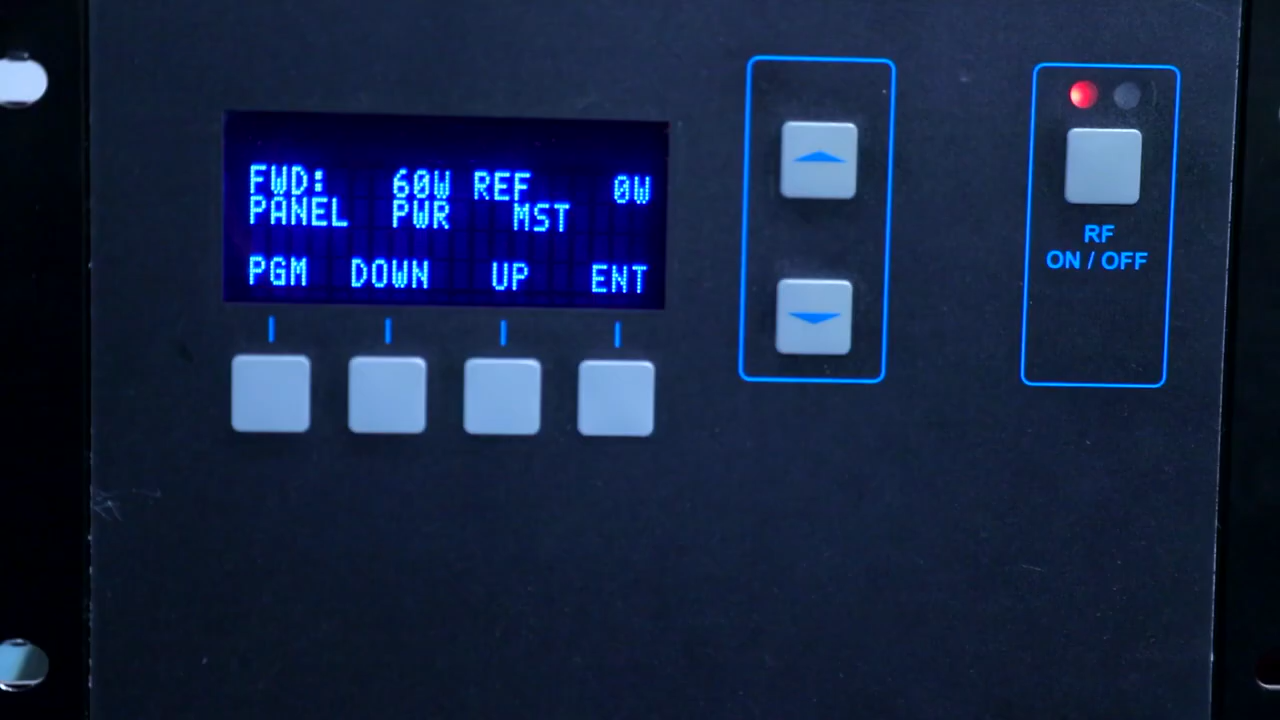 FWD: 60W REF 0W
PANEL PWR MST
PGM DOWN UP ENT
RF
ON / OFF